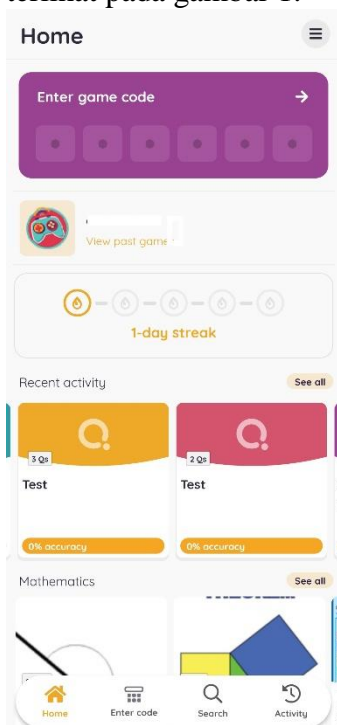 terlihat pada gambar 1.
Home
Enter game code
View past game
1-day streak
Recent activity
See all
3 Qs
2 Qs
Test
Test
0% accuracy
0% accuracy
Mathematics
See all
Home
Enter code
Search
Activity